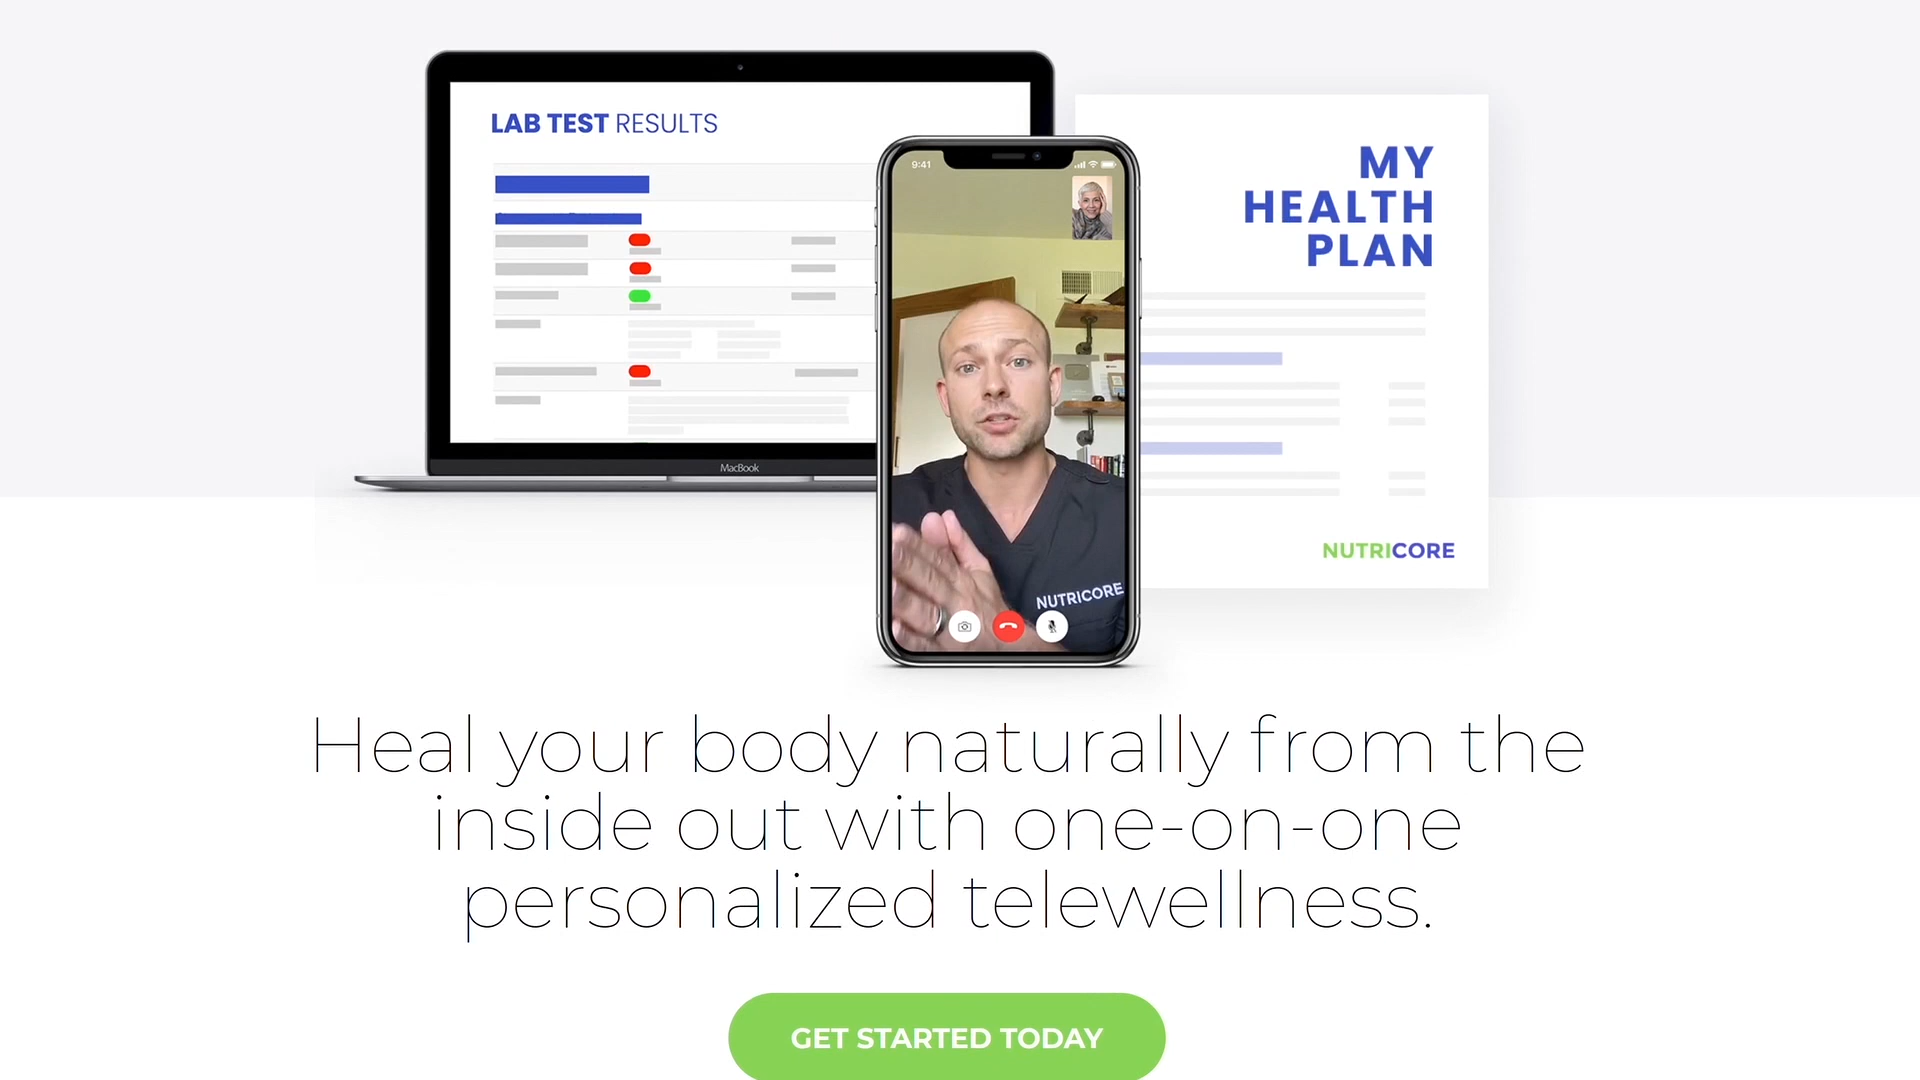 LAB TEST RESULTS
MacBook
9:41
NUTRICORE
MY
HEALTH
PLAN
NUTRICORE
Heal your body naturally from the
inside out with one-on-one
personalized telewellness.
GET STARTED TODAY